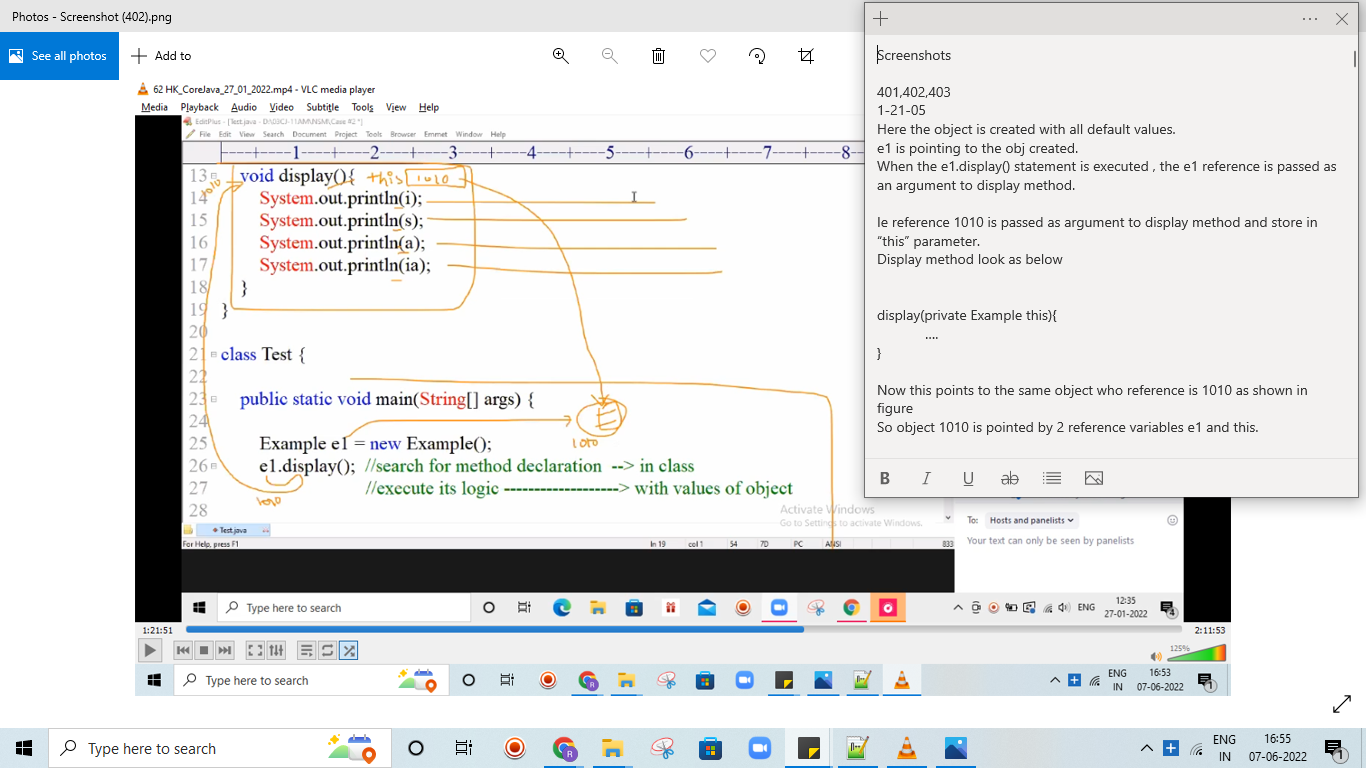 Photos - Screenshot (402).png
See all photos
Add to
62 HK_CoreJava_27_01_2022.mp4 - VLC media player
Media Playback Audio Video Subtitle Tools View Help
EditPlus - [Test.java - D:\03CJ-11AM\NSM\Case #2 *]
File Edit View Search Document Project Tools Browser Emmet Window Help
----+----1----+----2----+----3----+----4----+----5----+----6----+----7----+----8
13 void display(){ this 1010
1010
14 System.out.println(i);
15 System.out.println(s);
16 System.out.println(a);
17 System.out.println(ia);
18 }
19 }
20
21 class Test {
22
23 public static void main(String[] args) {
24
1010
25 Example e1 = new Example();
26 e1.display(); //search for method declaration --> in class
27 //execute its logic -------------------> with values of object
1010
28
Activate Windows
Go to Settings to activate Windows.
Test.java
For Help, press F1 ln 19 col 1 54 7D PC ANSI 833
To: Hosts and panelists
Your text can only be seen by panelists
Type here to search
ENG
12:35
27-01-2022
4
1:21:51
2:11:53
125%
Type here to search
ENG
IN
16:53
07-06-2022
1
Screenshots
401,402,403
1-21-05
Here the object is created with all default values.
e1 is pointing to the obj created.
When the e1.display() statement is executed , the e1 reference is passed as
an argument to display method.
Ie reference 1010 is passed as argument to display method and store in
“this” parameter.
Display method look as below
display(private Example this){
....
}
Now this points to the same object who reference is 1010 as shown in
figure
So object 1010 is pointed by 2 reference variables e1 and this.
B I U ab
Type here to search
ENG
IN
16:55
07-06-2022
1